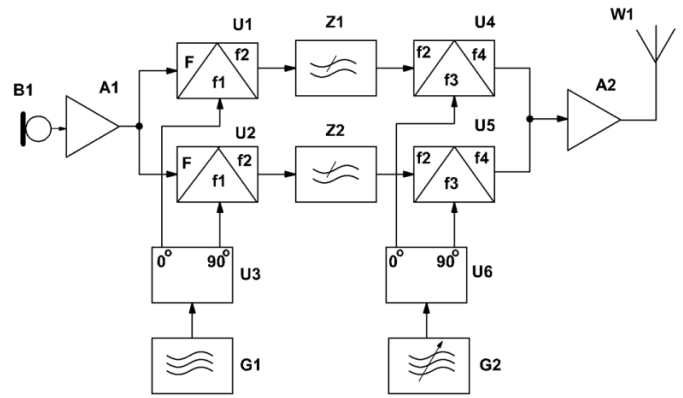 W1
U1 Z1 U4
F f2 f1
f2 f4 f3
B1 A1 A2
U2 Z2 U5
F f2 f1
f2 f4 f3
0° 90° U3
0° 90° U6
G1 G2